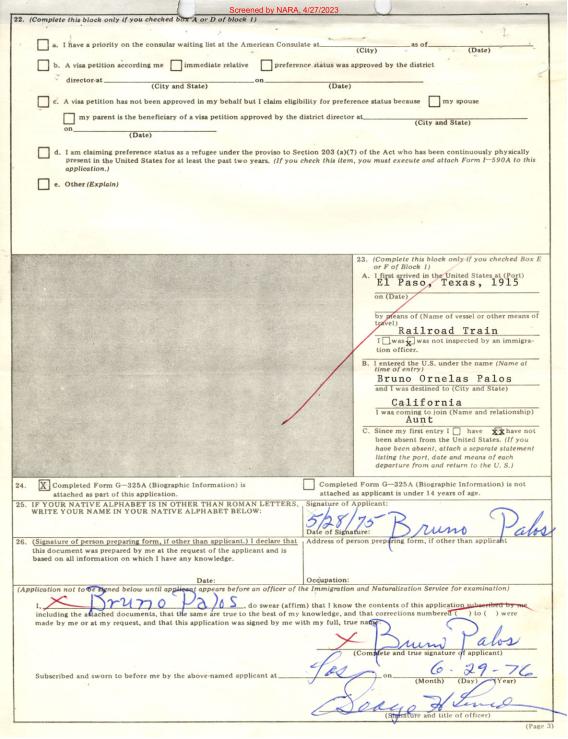 Screened by NARA, 4/27/2023
22. (Complete this block only if you checked box A or D of block 1)
a. I have a priority on the consular waiting list at the American Consulate at as of
(City) (Date)
b. A visa petition according me immediate relative preference status was approved by the district
director at on
(City and State) (Date)
c. A visa petition has not been approved in my behalf but I claim eligibility for preference status because my spouse
my parent is the beneficiary of a visa petition approved by the district director at
(City and State)
on
(Date)
d. I am claiming preference status as a refugee under the proviso to Section 203 (a)(7) of the Act who has been continuously physically
present in the United States for at least the past two years. (If you check this item, you must execute and attach Form I-590A to this
application.)
e. Other (Explain)
23. (Complete this block only if you checked Box E
or F of Block 1)
A. I first arrived in the United States at (Port)
El Paso, Texas, 1915
on (Date)
by means of (Name of vessel or other means of
travel)
Railroad Train
I was X was not inspected by an immigra-
tion officer.
B. I entered the U.S. under the name (Name at
time of entry)
Bruno Ornelas Palos
and I was destined to (City and State)
California
I was coming to join (Name and relationship)
Aunt
C. Since my first entry I have XX have not
been absent from the United States. (If you
have been absent, attach a separate statement
listing the port, date and means of each
departure from and return to the U.S.)
24. X Completed Form G-325A (Biographic Information) is
attached as part of this application.
Completed Form G-325A (Biographic Information) is not
attached as applicant is under 14 years of age.
25. IF YOUR NATIVE ALPHABET IS IN OTHER THAN ROMAN LETTERS,
WRITE YOUR NAME IN YOUR NATIVE ALPHABET BELOW:
Signature of Applicant:
5/28/75 Bruno Palos
Date of Signature:
26. (Signature of person preparing form, if other than applicant.) I declare that
this document was prepared by me at the request of the applicant and is
based on all information on which I have any knowledge.
Address of person preparing form, if other than applicant
Date: Occupation:
(Application not to be signed below until applicant appears before an officer of the Immigration and Naturalization Service for examination)
I, X Bruno Palos, do swear (affirm) that I know the contents of this application subscribed by me
including the attached documents, that the same are true to the best of my knowledge, and that corrections numbered ( ) to ( ) were
made by me or at my request, and that this application was signed by me with my full, true name
X Bruno Palos
(Complete and true signature of applicant)
Subscribed and sworn to before me by the above-named applicant at Los on 6-29-76
(Month) (Day) (Year)
George H
(Signature and title of officer)
(Page 3)